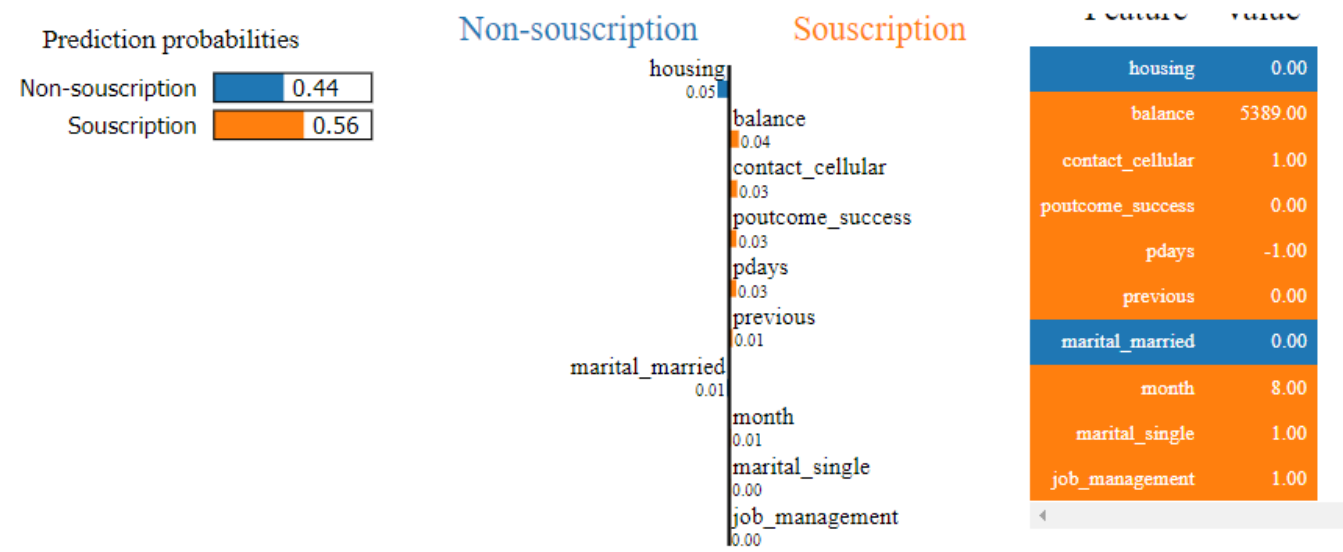 Prediction probabilities
Non-souscription 0.44
Souscription 0.56
Non-souscription Souscription
housing
0.05
balance
0.04
contact_cellular
0.03
poutcome_success
0.03
pdays
0.03
previous
0.01
marital_married
0.01
month
0.01
marital_single
0.00
job_management
0.00
Feature Value
housing 0.00
balance 5389.00
contact_cellular 1.00
poutcome_success 0.00
pdays -1.00
previous 0.00
marital_married 0.00
month 8.00
marital_single 1.00
job_management 1.00